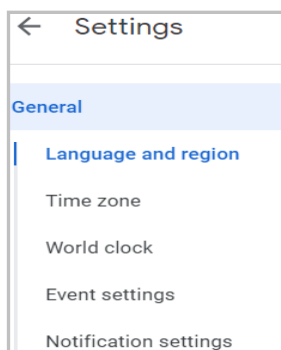 Settings
General
Language and region
Time zone
World clock
Event settings
Notification settings